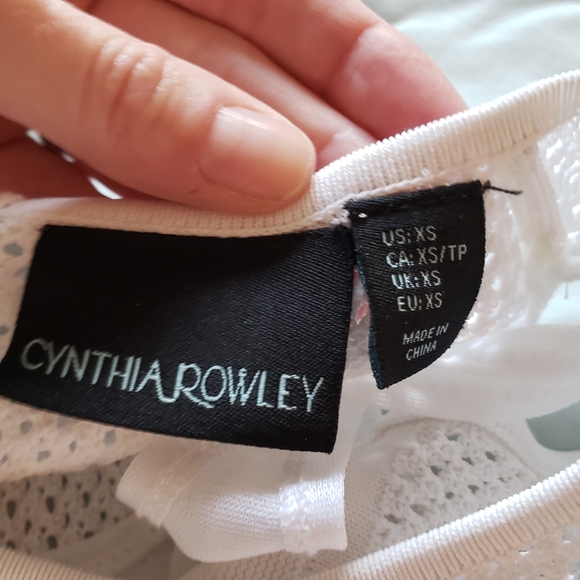 CYNTHIA ROWLEY
US: XS
CA: XS/TP
UK: XS
EU: XS
MADE IN
CHINA